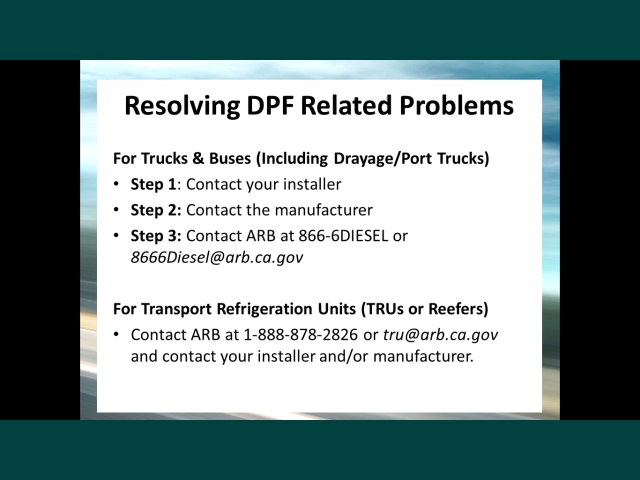 Resolving DPF Related Problems
For Trucks & Buses (Including Drayage/Port Trucks)
• Step 1: Contact your installer
• Step 2: Contact the manufacturer
• Step 3: Contact ARB at 866-6DIESEL or
8666Diesel@arb.ca.gov
For Transport Refrigeration Units (TRUs or Reefers)
• Contact ARB at 1-888-878-2826 or tru@arb.ca.gov
and contact your installer and/or manufacturer.